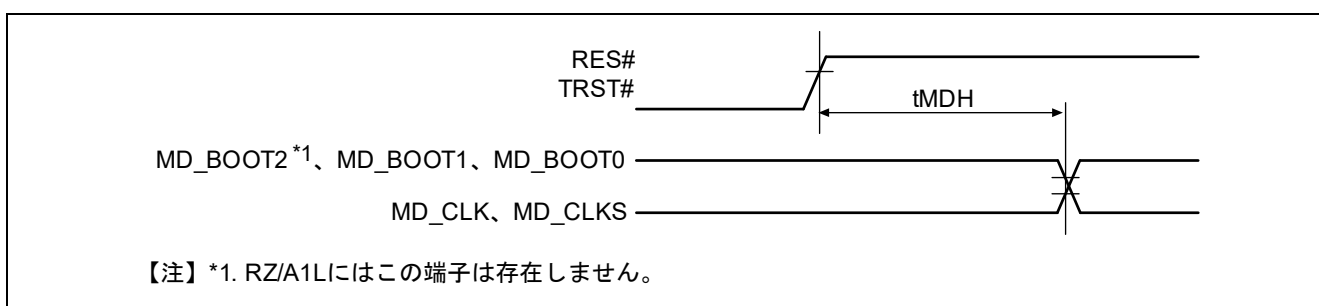 RES#
TRST#
tMDH
MD_BOOT2 *1、MD_BOOT1、MD_BOOT0
MD_CLK、MD_CLKS
【注】*1. RZ/A1Lにはこの端子は存在しません。